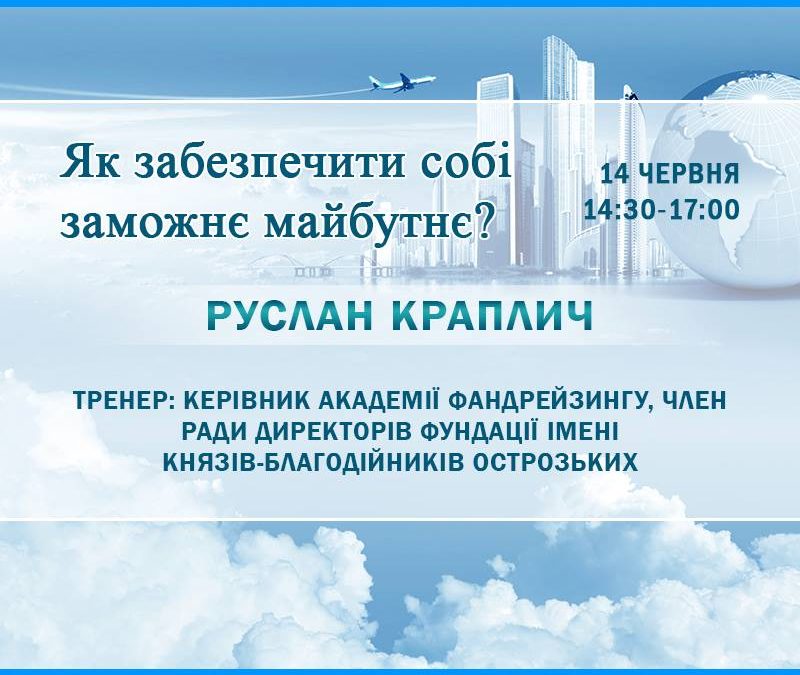 Як забезпечити собі
заможнє майбутнє?
14 ЧЕРВНЯ
14:30-17:00
РУСЛАН КРАПЛИЧ
ТРЕНЕР: КЕРІВНИК АКАДЕМІЇ ФАНДРЕЙЗИНГУ, ЧЛЕН
РАДИ ДИРЕКТОРІВ ФУНДАЦІЇ ІМЕНІ
КНЯЗІВ-БЛАГОДІЙНИКІВ ОСТРОЗЬКИХ